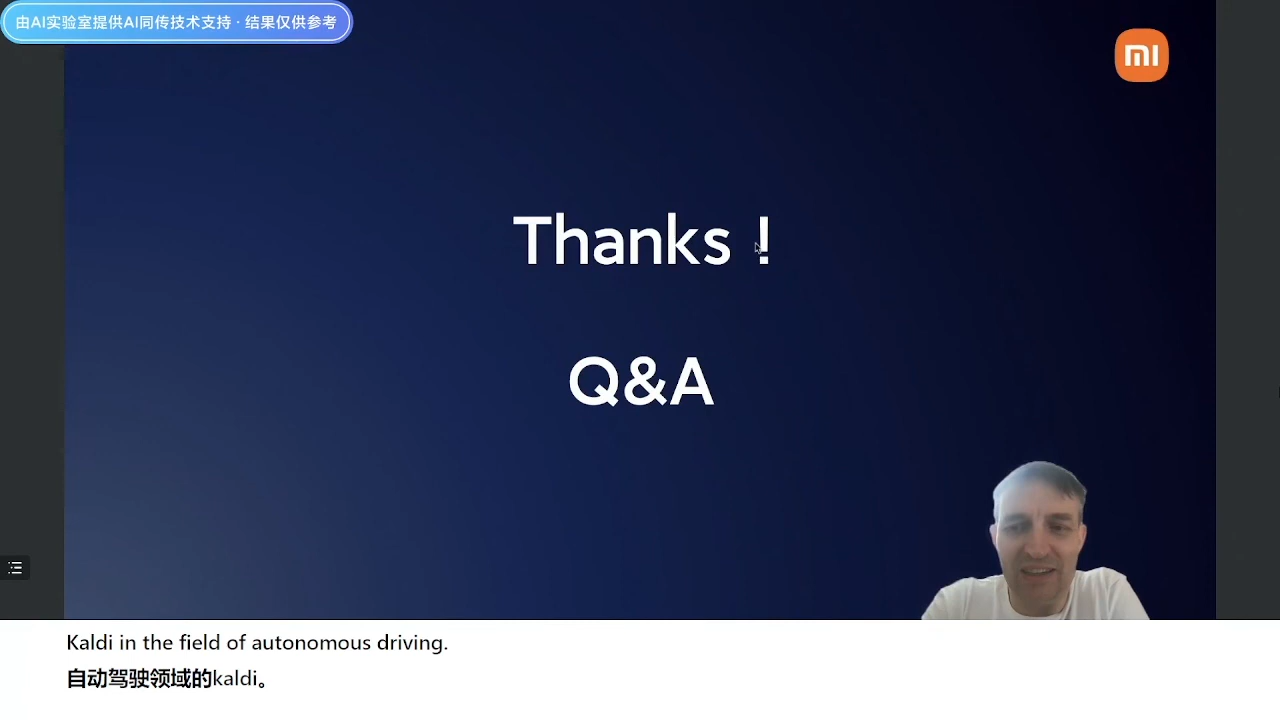 由AI实验室提供AI同传技术支持 · 结果仅供参考
mi
Thanks !
Q&A
Kaldi in the field of autonomous driving.
自动驾驶领域的kaldi。